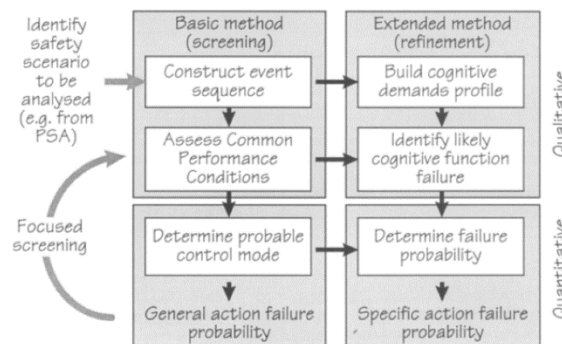 Identify
safety
scenario
to be
analysed
(e.g. from
PSA)
Focused
screening
Basic method
(screening)
Construct event
sequence
Assess Common
Performance
Conditions
Determine probable
control mode
General action failure
probability
Extended method
(refinement)
Build cognitive
demands profile
Identify likely
cognitive function
failure
Determine failure
probability
Specific action failure
probability
Qualitative
Quantitative